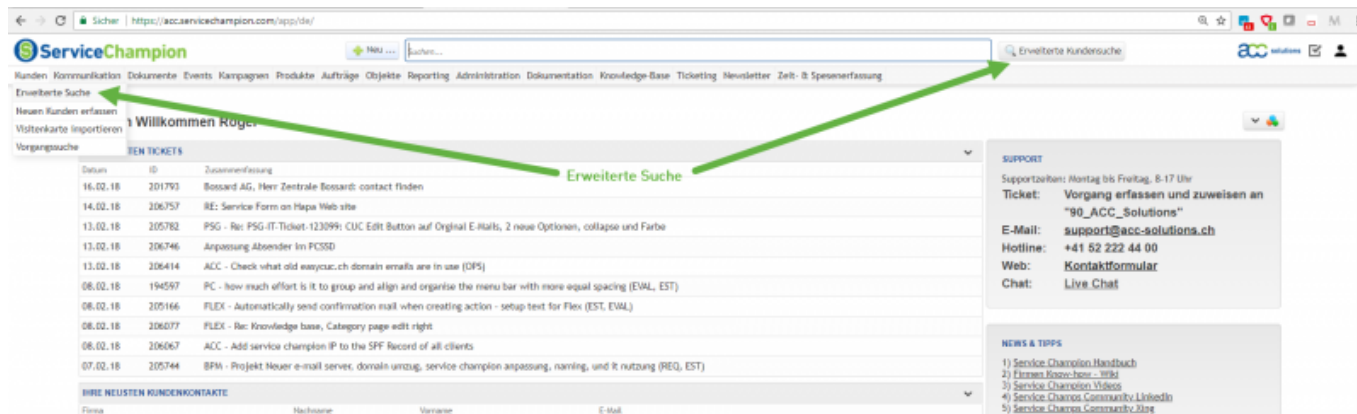 Sicher | https://acc.servicechampion.com/app/de/
ServiceChampion
Neu ... Suchen... Erweiterte Kundensuche
acc solutions
Kunden Kommunikation Dokumente Events Kampagnen Produkte Aufträge Objekte Reporting Administration Dokumentation Knowledge-Base Ticketing Newsletter Zeit- & Spesenerfassung
Erweiterte Suche
Neuen Kunden erfassen
Visitenkarte importieren
Vorgangssuche
Willkommen Roger
TEN TICKETS
Datum ID Zusammenfassung
Erweiterte Suche
16.02.18 201793 Bossard AG, Herr Zentrale Bossard: contact finden
14.02.18 206757 RE: Service Form on Hapa Web site
13.02.18 205782 PSG - Re: PSG-IT-Ticket-123099: CUC Edit Button auf Orginal E-Mails, 2 neue Optionen, collapse und Farbe
13.02.18 206746 Anpassung Absender im PCSSD
13.02.18 206414 ACC - Check what old easycuc.ch domain emails are in use (OPS)
08.02.18 194597 PC - how much effort is it to group and align and organise the menu bar with more equal spacing (EVAL, EST)
08.02.18 205166 FLEX - Automatically send confirmation mail when creating action - setup text for Flex (EST, EVAL)
08.02.18 206077 FLEX - Re: Knowledge base, Category page edit right
08.02.18 206067 ACC - Add service champion IP to the SPF Record of all clients
07.02.18 205744 BPM - Projekt Neuer e-mail server, domain umzug, service champion anpassung, naming, und it nutzung (REQ, EST)
IHRE NEUSTEN KUNDENKONTAKTE
Firma Nachname Vorname E-Mail
SUPPORT
Supportzeiten: Montag bis Freitag, 8-17 Uhr
Ticket: Vorgang erfassen und zuweisen an
"90_ACC_Solutions"
E-Mail: support@acc-solutions.ch
Hotline: +41 52 222 44 00
Web: Kontaktformular
Chat: Live Chat
NEWS & TIPPS
1) Service Champion Handbuch
2) Firmen Know-how - Wiki
3) Service Champion Videos
4) Service Champs Community LinkedIn
5) Service Champs Community Xing